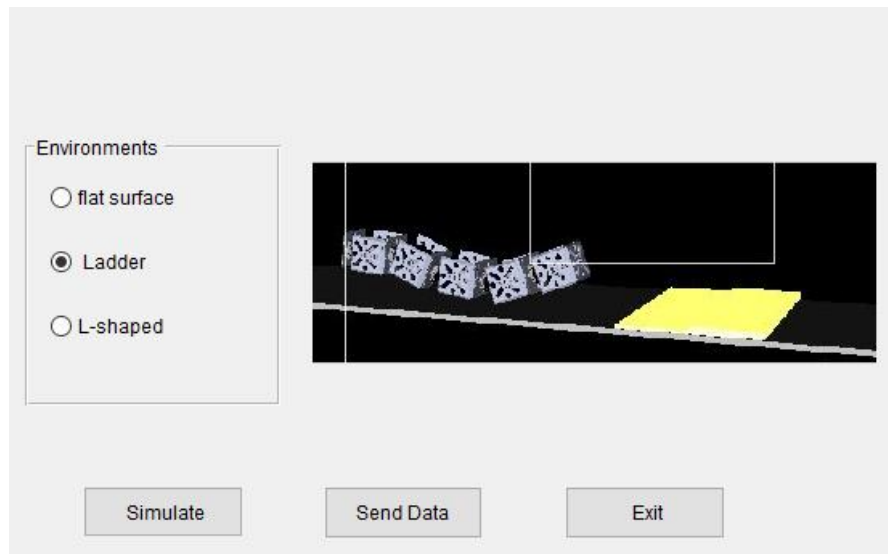 Environments
flat surface
Ladder
L-shaped
Simulate
Send Data
Exit